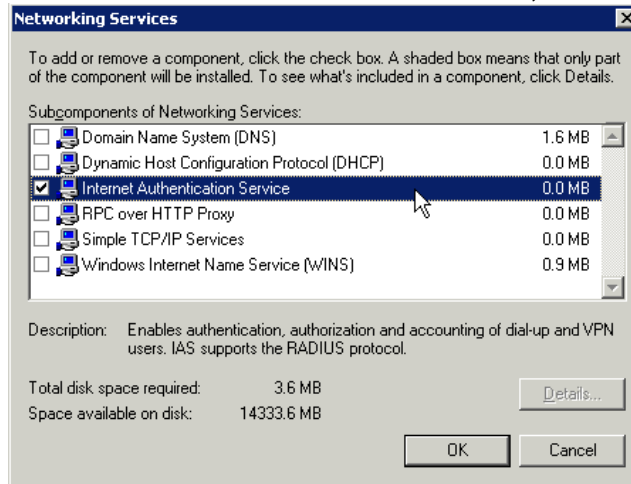 Networking Services
To add or remove a component, click the check box. A shaded box means that only part
of the component will be installed. To see what's included in a component, click Details.
Subcomponents of Networking Services:
Domain Name System (DNS) 1.6 MB
Dynamic Host Configuration Protocol (DHCP) 0.0 MB
Internet Authentication Service 0.0 MB
RPC over HTTP Proxy 0.0 MB
Simple TCP/IP Services 0.0 MB
Windows Internet Name Service (WINS) 0.9 MB
Description: Enables authentication, authorization and accounting of dial-up and VPN
users. IAS supports the RADIUS protocol.
Total disk space required: 3.6 MB
Details...
Space available on disk: 14333.6 MB
OK Cancel